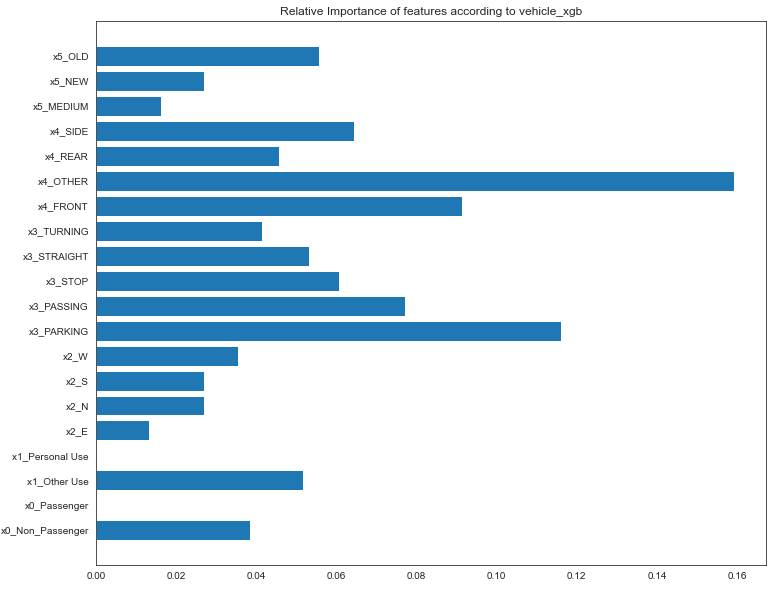 Relative Importance of features according to vehicle_xgb
x5_OLD
x5_NEW
x5_MEDIUM
x4_SIDE
x4_REAR
x4_OTHER
x4_FRONT
x3_TURNING
x3_STRAIGHT
x3_STOP
x3_PASSING
x3_PARKING
x2_W
x2_S
x2_N
x2_E
x1_Personal Use
x1_Other Use
x0_Passenger
x0_Non_Passenger
0.00 0.02 0.04 0.06 0.08 0.10 0.12 0.14 0.16